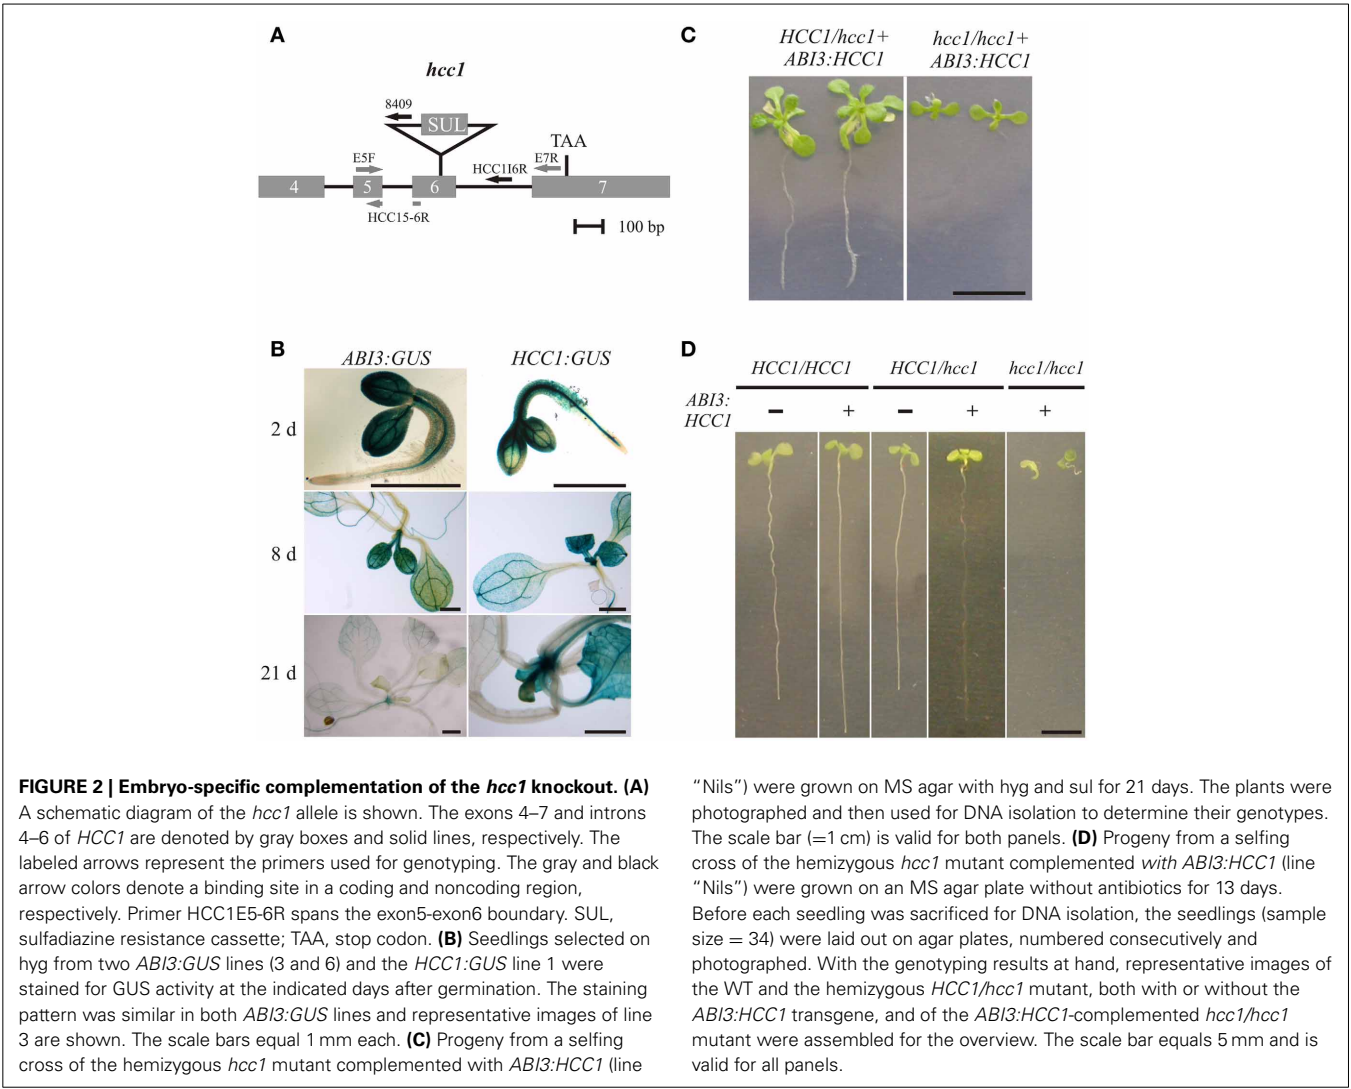 A
hcc1
8409
SUL
TAA
E5F
HCC1I6R
E7R
4
5
6
7
HCC15-6R
100 bp
B
ABI3:GUS
HCC1:GUS
2 d
8 d
21 d
C
HCC1/hcc1+
ABI3:HCC1
hcc1/hcc1+
ABI3:HCC1
D
HCC1/HCC1
HCC1/hcc1
hcc1/hcc1
ABI3:
HCC1
– + – + +
FIGURE 2 | Embryo-specific complementation of the hcc1 knockout. (A)
A schematic diagram of the hcc1 allele is shown. The exons 4–7 and introns
4–6 of HCC1 are denoted by gray boxes and solid lines, respectively. The
labeled arrows represent the primers used for genotyping. The gray and black
arrow colors denote a binding site in a coding and noncoding region,
respectively. Primer HCC1E5-6R spans the exon5-exon6 boundary. SUL,
sulfadiazine resistance cassette; TAA, stop codon. (B) Seedlings selected on
hyg from two ABI3:GUS lines (3 and 6) and the HCC1:GUS line 1 were
stained for GUS activity at the indicated days after germination. The staining
pattern was similar in both ABI3:GUS lines and representative images of line
3 are shown. The scale bars equal 1 mm each. (C) Progeny from a selfing
cross of the hemizygous hcc1 mutant complemented with ABI3:HCC1 (line
“Nils”) were grown on MS agar with hyg and sul for 21 days. The plants were
photographed and then used for DNA isolation to determine their genotypes.
The scale bar (=1 cm) is valid for both panels. (D) Progeny from a selfing
cross of the hemizygous hcc1 mutant complemented with ABI3:HCC1 (line
“Nils”) were grown on an MS agar plate without antibiotics for 13 days.
Before each seedling was sacrificed for DNA isolation, the seedlings (sample
size = 34) were laid out on agar plates, numbered consecutively and
photographed. With the genotyping results at hand, representative images of
the WT and the hemizygous HCC1/hcc1 mutant, both with or without the
ABI3:HCC1 transgene, and of the ABI3:HCC1-complemented hcc1/hcc1
mutant were assembled for the overview. The scale bar equals 5 mm and is
valid for all panels.